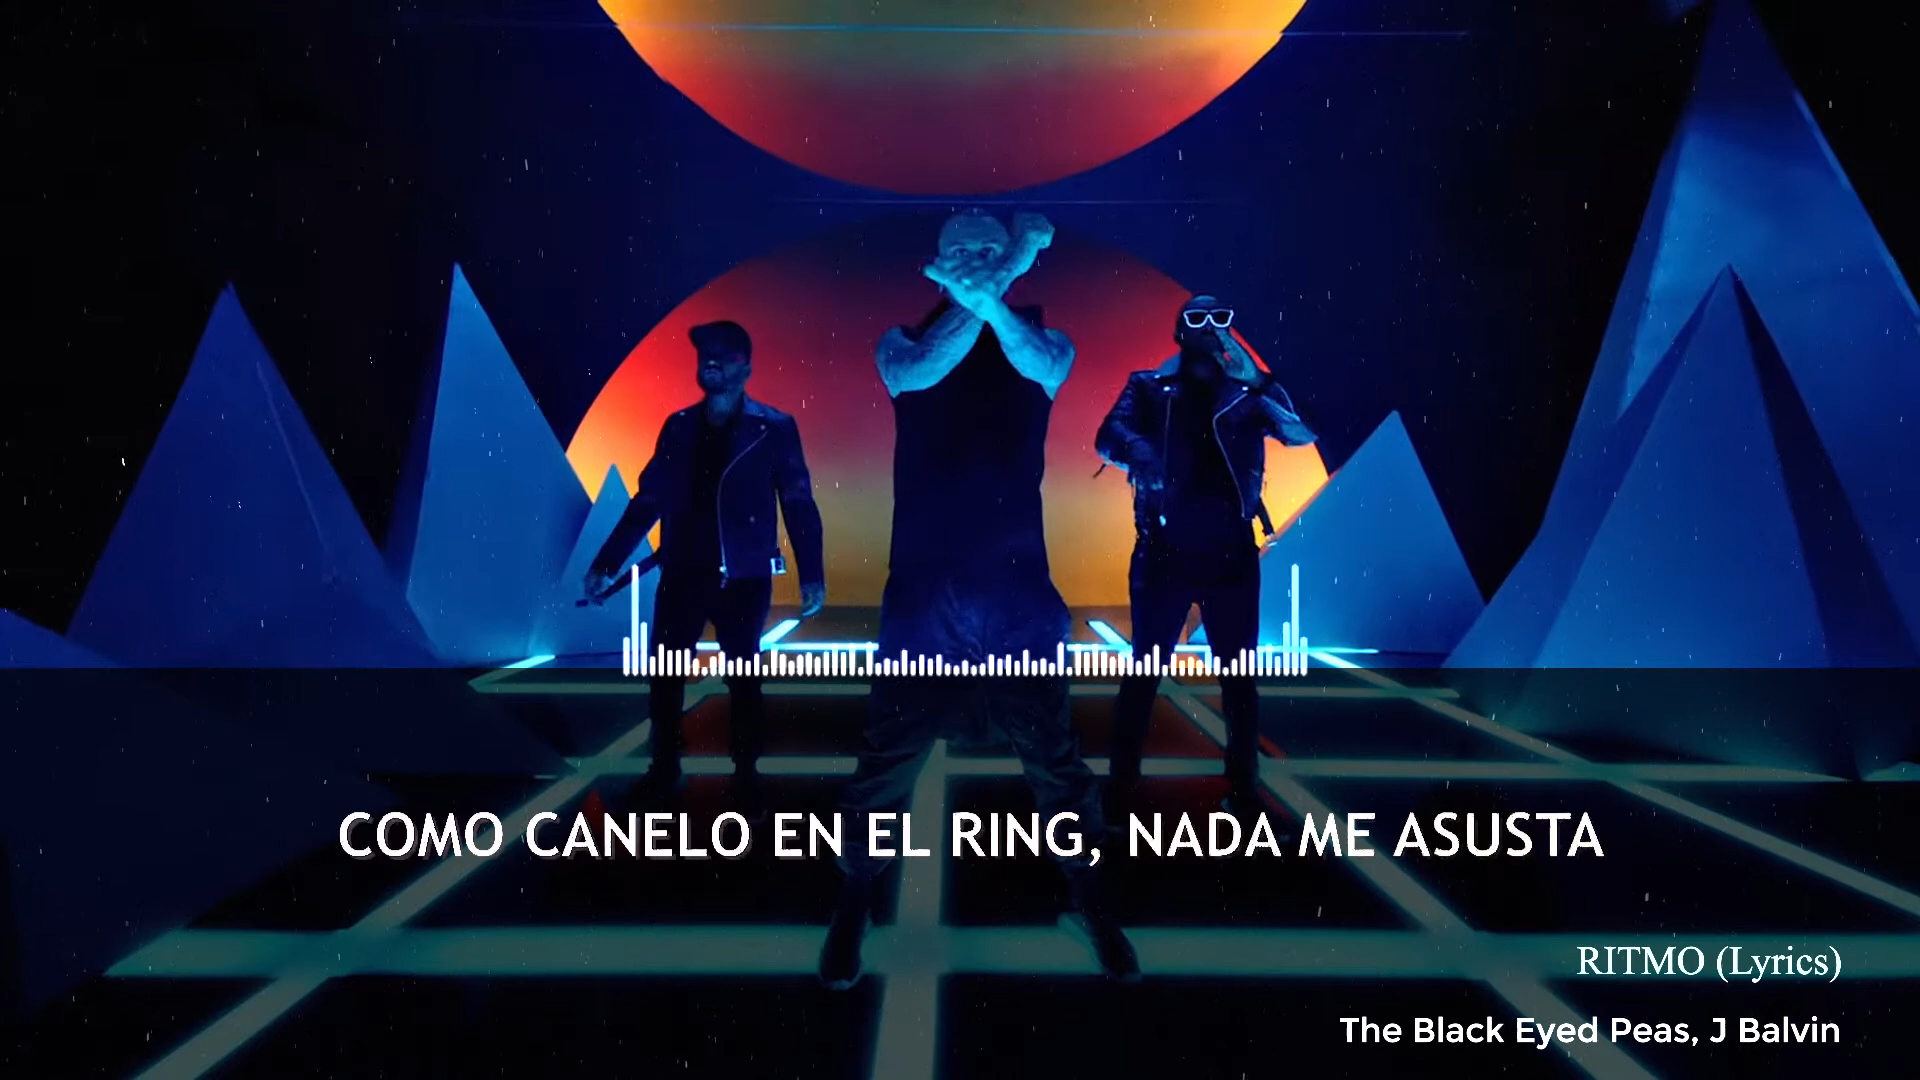 COMO CANELO EN EL RING, NADA ME ASUSTA
RITMO (Lyrics)
The Black Eyed Peas, J Balvin